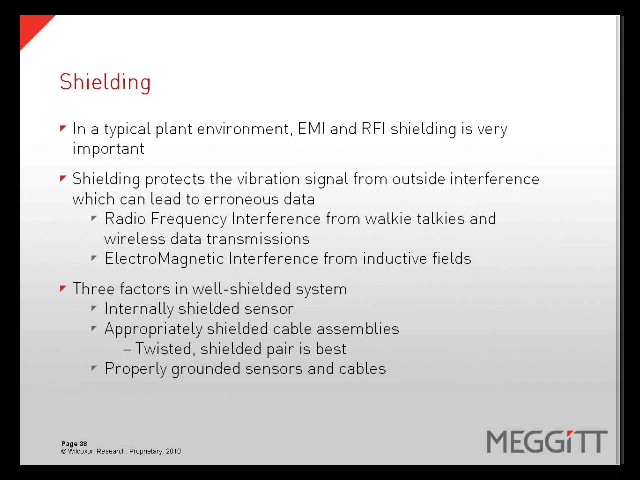 Shielding
In a typical plant environment, EMI and RFI shielding is very
important
Shielding protects the vibration signal from outside interference
which can lead to erroneous data
Radio Frequency Interference from walkie talkies and
wireless data transmissions
ElectroMagnetic Interference from inductive fields
Three factors in well-shielded system
Internally shielded sensor
Appropriately shielded cable assemblies
– Twisted, shielded pair is best
Properly grounded sensors and cables
Page 38
© Wilcoxon Research, Proprietary, 2010
MEGGITT